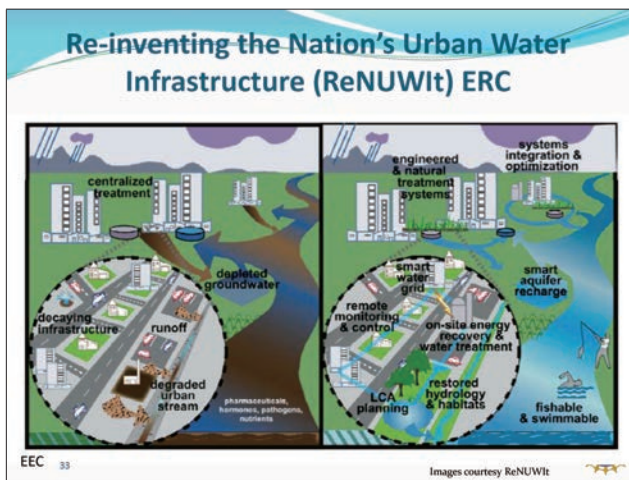 Re-inventing the Nation's Urban Water
Infrastructure (ReNUWIt) ERC
centralized
treatment
depleted
groundwater
decaying
infrastructure
runoff
degraded
urban
stream
pharmaceuticals,
hormones, pathogens,
nutrients
engineered
& natural
treatment
systems
systems
integration &
optimization
smart
water
grid
smart
aquifer
recharge
remote
monitoring
& control
on-site energy
recovery &
water treatment
LCA
planning
restored
hydrology
& habitats
fishable
& swimmable
EEC
33
Images courtesy ReNUWIt